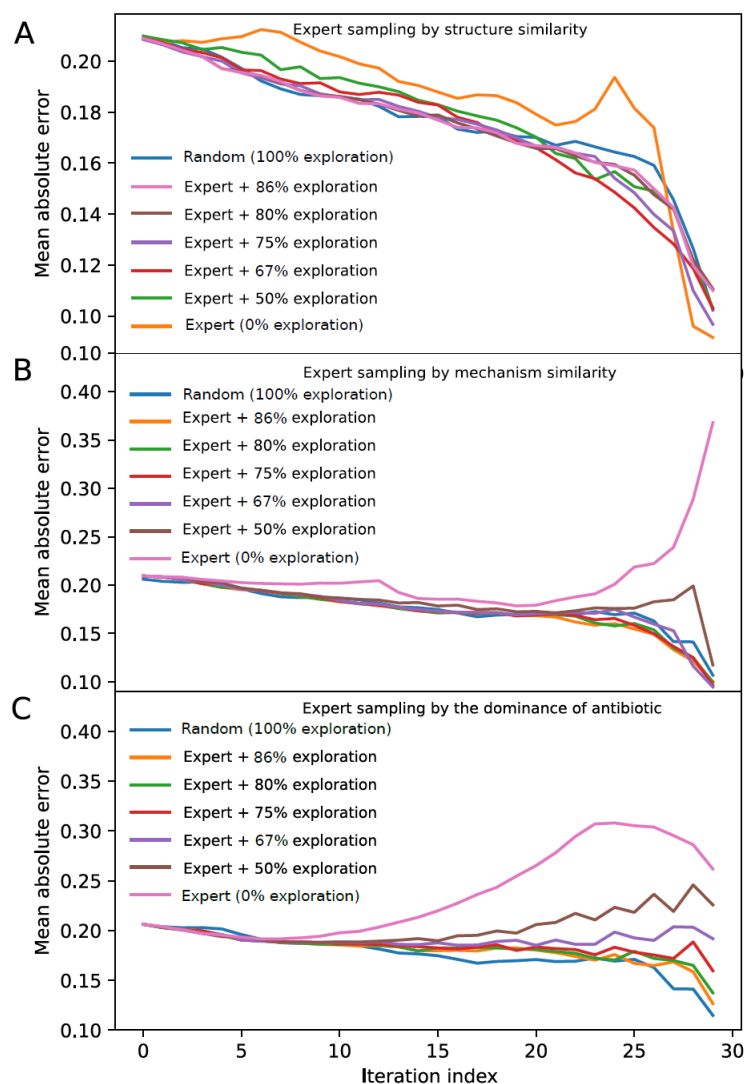 A
Expert sampling by structure similarity
Mean absolute error
0.20
0.18
0.16
0.14
0.12
0.10
0.10
Random (100% exploration)
Expert + 86% exploration
Expert + 80% exploration
Expert + 75% exploration
Expert + 67% exploration
Expert + 50% exploration
Expert (0% exploration)
B
Expert sampling by mechanism similarity
Mean absolute error
0.40
0.35
0.30
0.25
0.20
0.15
0.10
Random (100% exploration)
Expert + 86% exploration
Expert + 80% exploration
Expert + 75% exploration
Expert + 67% exploration
Expert + 50% exploration
Expert (0% exploration)
C
Expert sampling by the dominance of antibiotic
Mean absolute error
0.40
0.35
0.30
0.25
0.20
0.15
0.10
Random (100% exploration)
Expert + 86% exploration
Expert + 80% exploration
Expert + 75% exploration
Expert + 67% exploration
Expert + 50% exploration
Expert (0% exploration)
0 5 10 15 20 25 30
Iteration index